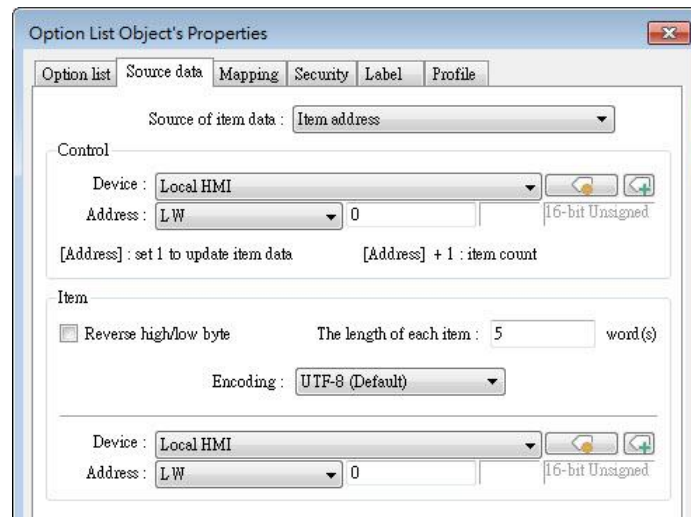 Option List Object's Properties
Option list Source data Mapping Security Label Profile
Source of item data : Item address
Control
Device : Local HMI
Address : LW 0 16-bit Unsigned
[Address] : set 1 to update item data [Address] + 1 : item count
Item
Reverse high/low byte The length of each item : 5 word(s)
Encoding : UTF-8 (Default)
Device : Local HMI
Address : LW 0 16-bit Unsigned